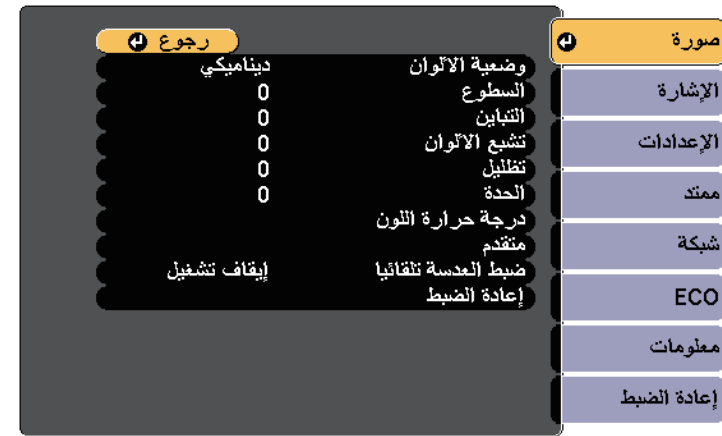 صورة
الإشارة
الإعدادات
ممتد
شبكة
ECO
معلومات
إعادة الضبط
رجوع
وضعية الألوان ديناميكي
السطوع 0
التباين 0
تشبع الألوان 0
تظليل 0
الحدة 0
درجة حرارة اللون
متقدم
ضبط العدسة تلقائيا إيقاف تشغيل
إعادة الضبط